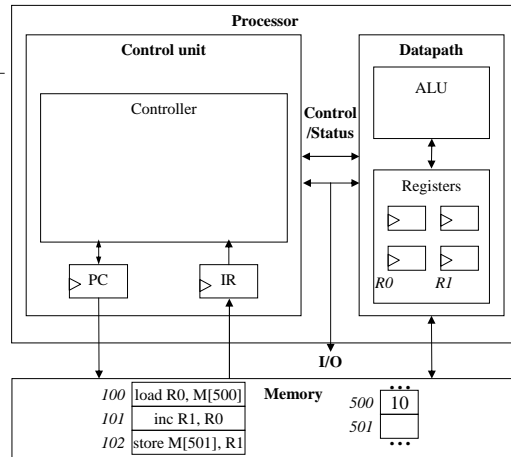 Processor
Control unit
Datapath
Controller
ALU
Control
/Status
Registers
R0 R1
PC
IR
I/O
Memory
100 load R0, M[500]
101 inc R1, R0
102 store M[501], R1
...
500 10
501
...